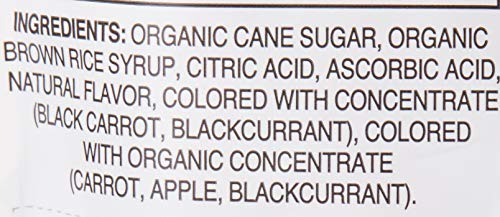 INGREDIENTS: ORGANIC CANE SUGAR, ORGANIC
BROWN RICE SYRUP, CITRIC ACID, ASCORBIC ACID,
NATURAL FLAVOR, COLORED WITH CONCENTRATE
(BLACK CARROT, BLACKCURRANT), COLORED
WITH ORGANIC CONCENTRATE
(CARROT, APPLE, BLACKCURRANT).